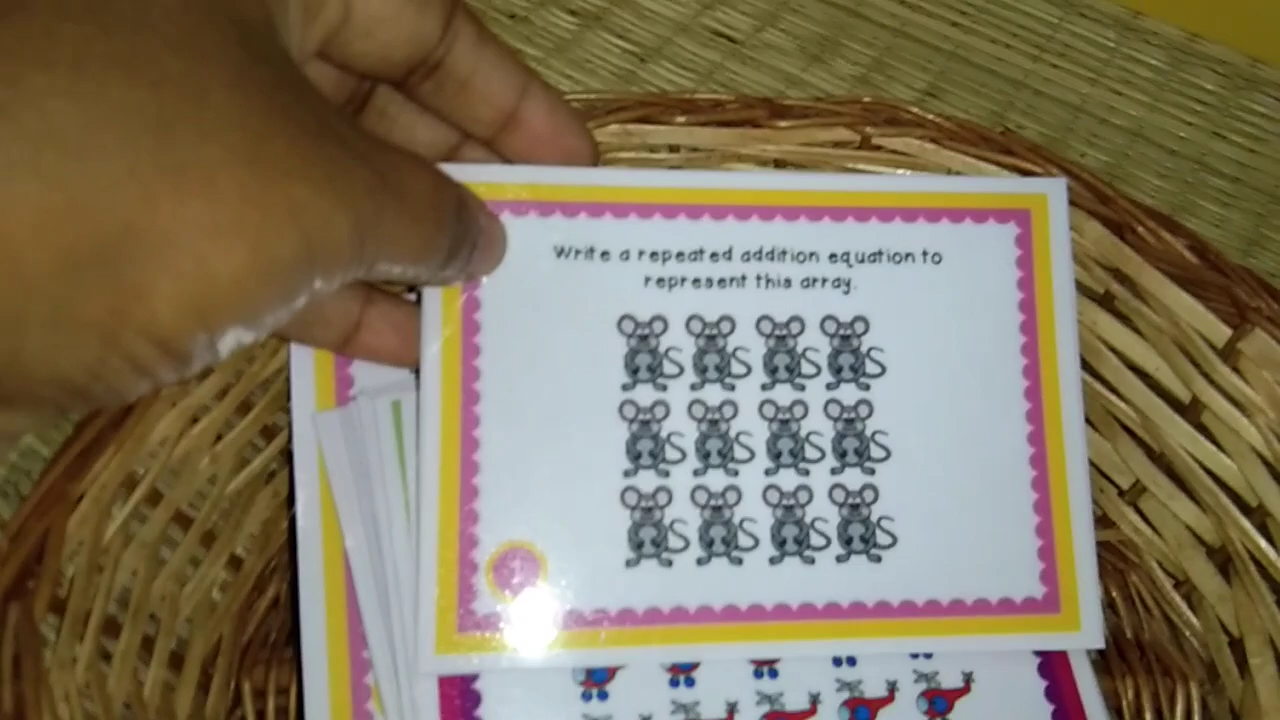 Write a repeated addition equation to
represent this array.